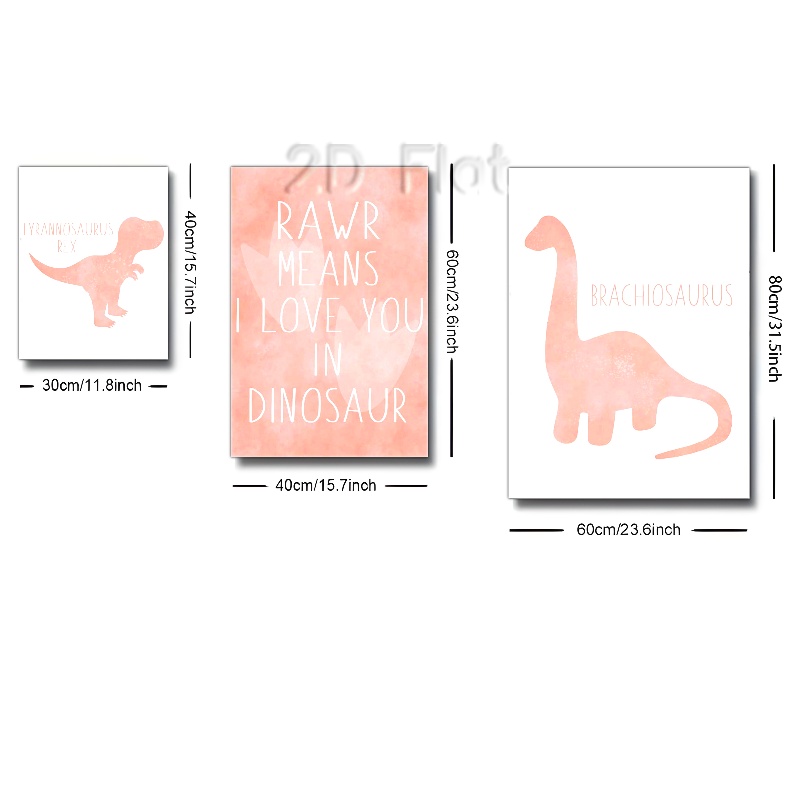 2D Flat
TYRANNOSAURUS
REX
40cm/15.7inch
30cm/11.8inch
RAWR
MEANS
I LOVE YOU
IN
DINOSAUR
60cm/23.6inch
40cm/15.7inch
BRACHIOSAURUS
80cm/31.5inch
60cm/23.6inch